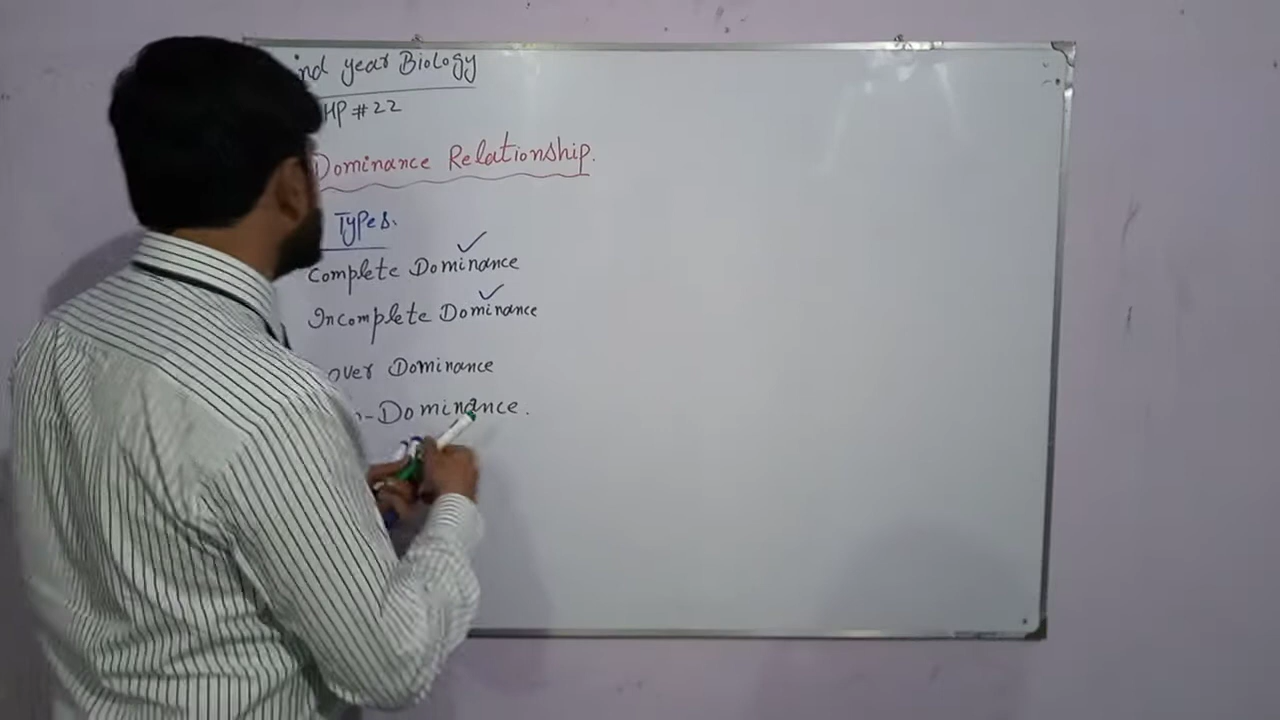 nd year Biology
HP #22
Dominance Relationship.
Types.
Complete Dominance
Incomplete Dominance
over Dominance
-Dominance.